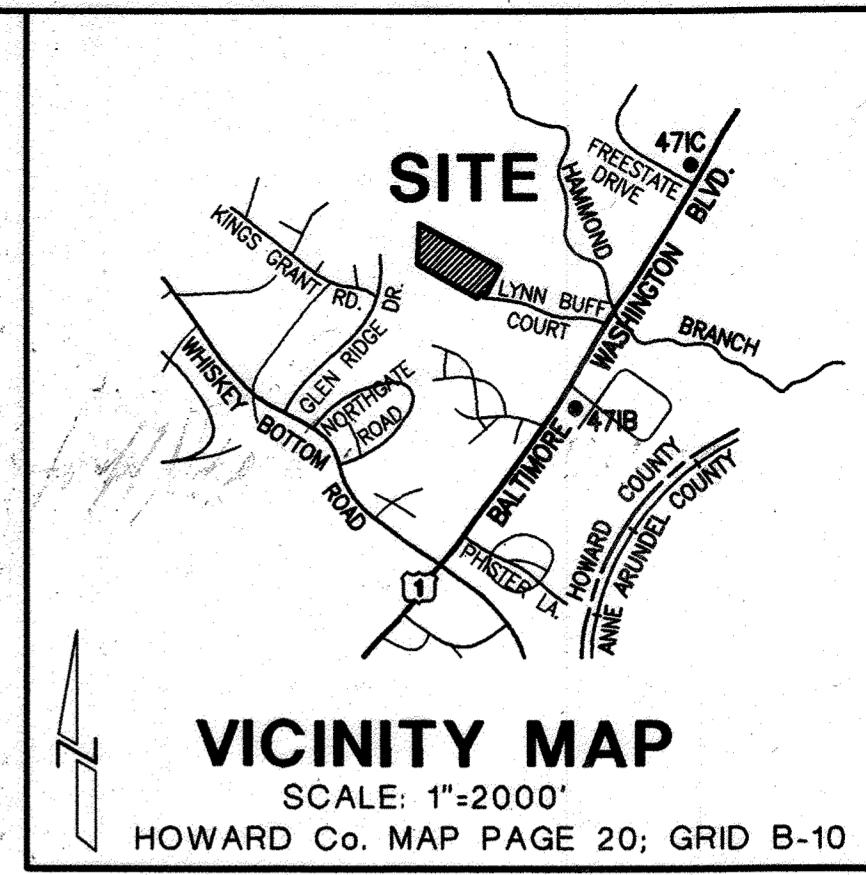 471C
FREESTATE
DRIVE
SITE
HAMMOND
BALTIMORE WASHINGTON BLVD.
KINGS GRANT RD.
LYNN BUFF
COURT
BRANCH
GLEN RIDGE DR.
WHISKEY BOTTOM ROAD
NORTHGATE
ROAD
471B
HOWARD COUNTY
ANNE ARUNDEL COUNTY
PHISTER LA.
1
VICINITY MAP
SCALE: 1"=2000'
HOWARD Co. MAP PAGE 20; GRID B-10